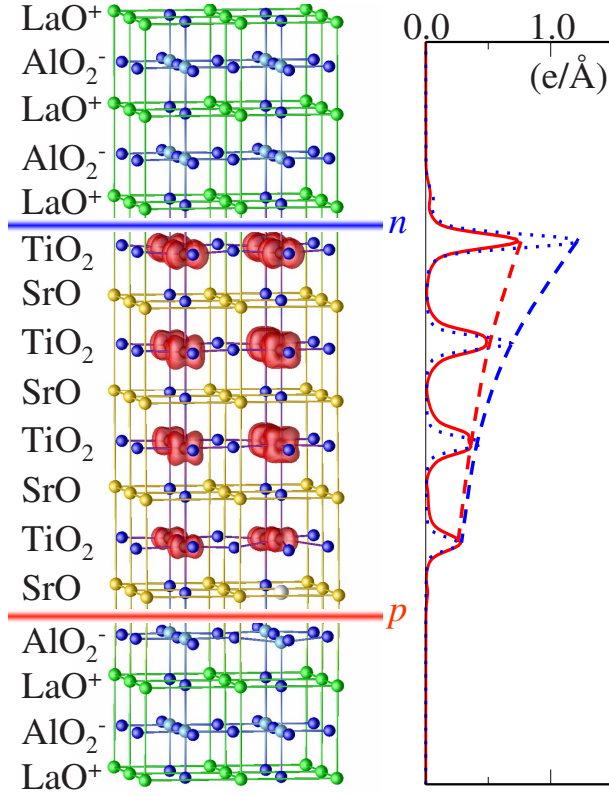 LaO⁺
AlO₂⁻
LaO⁺
AlO₂⁻
LaO⁺
n
TiO₂
SrO
TiO₂
SrO
TiO₂
SrO
TiO₂
SrO
p
AlO₂⁻
LaO⁺
AlO₂⁻
LaO⁺
0.0 1.0
(e/Å)